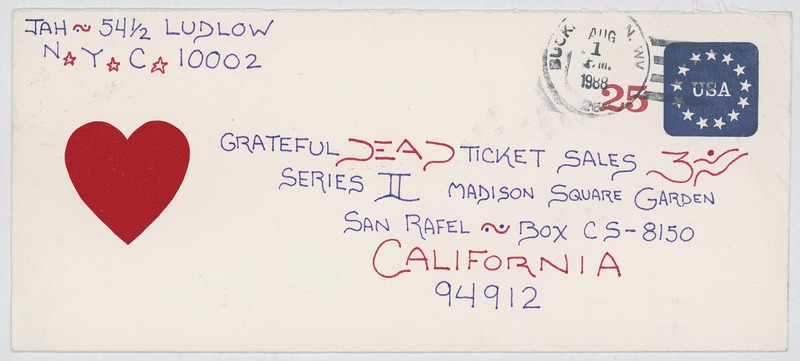 JAH ~ 54½ LUDLOW
N☆Y☆C☆10002
AUG
1
1988
25
USA
GRATEFUL DEAD TICKET SALES
SERIES II MADISON SQUARE GARDEN
SAN RAFEL ~ BOX CS-8150
CALIFORNIA
94912